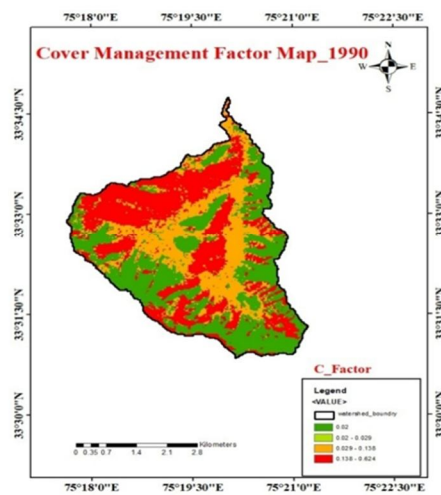 75°18'0"E 75°19'30"E 75°21'0"E 75°22'30"E
Cover Management Factor Map_1990
N
W E
S
33°34'30"N
33°33'0"N
33°31'30"N
33°30'0"N
C_Factor
Legend
<VALUE>
watershed_boundry
0.02
0.02 - 0.029
0.029 - 0.138
0.138 - 0.824
Kilometers
0 0.35 0.7 1.4 2.1 2.8
75°18'0"E 75°19'30"E 75°21'0"E 75°22'30"E